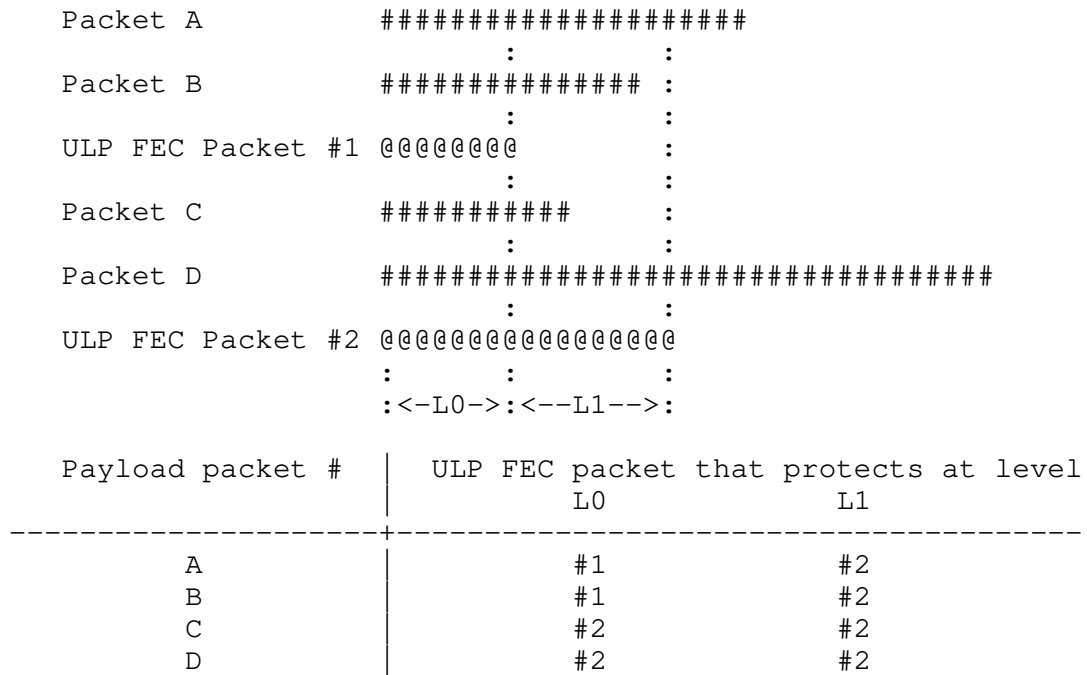 Packet A          #####################
                         :        :
Packet B          ############### :
                         :        :
ULP FEC Packet #1 @@@@@@@@        :
                         :        :
Packet C          ###########     :
                         :        :
Packet D          ###################################
                         :        :
ULP FEC Packet #2 @@@@@@@@@@@@@@@@@
                  :      :        :
                  :<-L0->:<--L1-->:
Payload packet #  |  ULP FEC packet that protects at level
                  |          L0             L1
---------------------+---------------------------------------
       A          |          #1             #2
       B          |          #1             #2
       C          |          #2             #2
       D          |          #2             #2